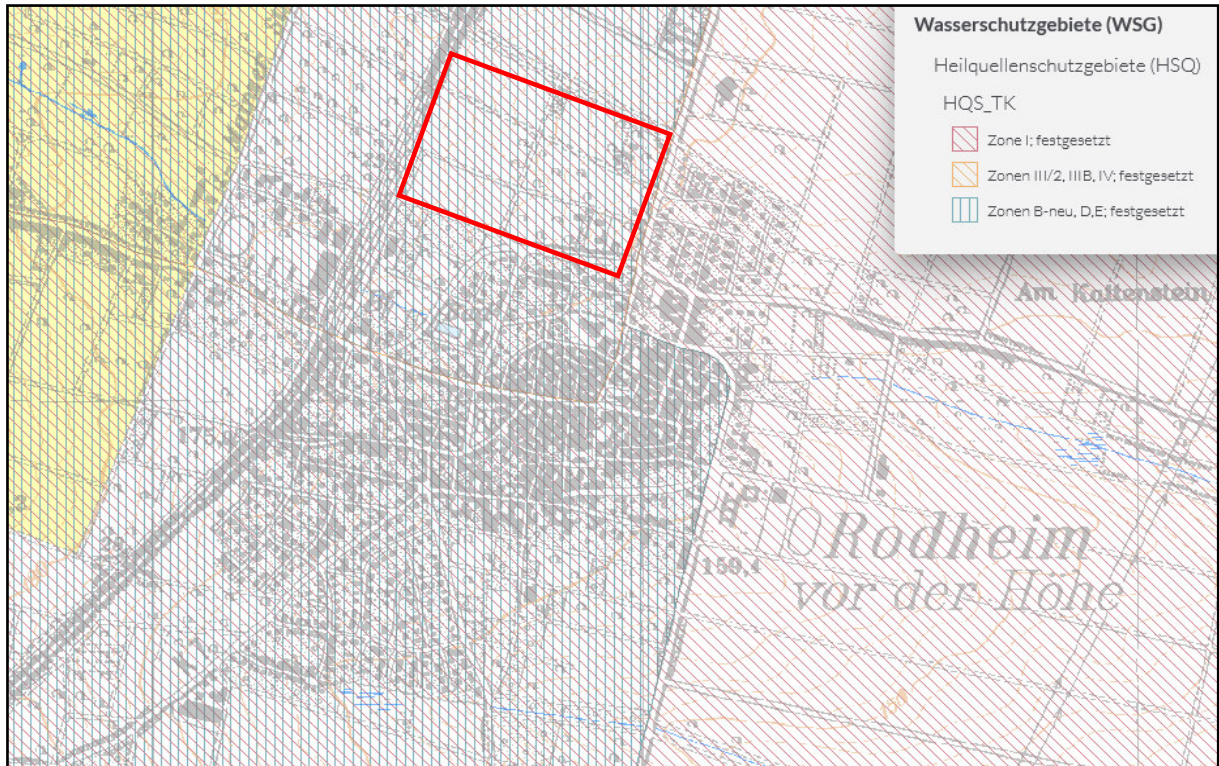 Wasserschutzgebiete (WSG)
Heilquellenschutzgebiete (HSQ)
HQS_TK
Zone I; festgesetzt
Zonen III/2, IIIB, IV; festgesetzt
Zonen B-neu, D,E; festgesetzt
Am Kattenstein
Rodheim
vor der Höhe
159,4